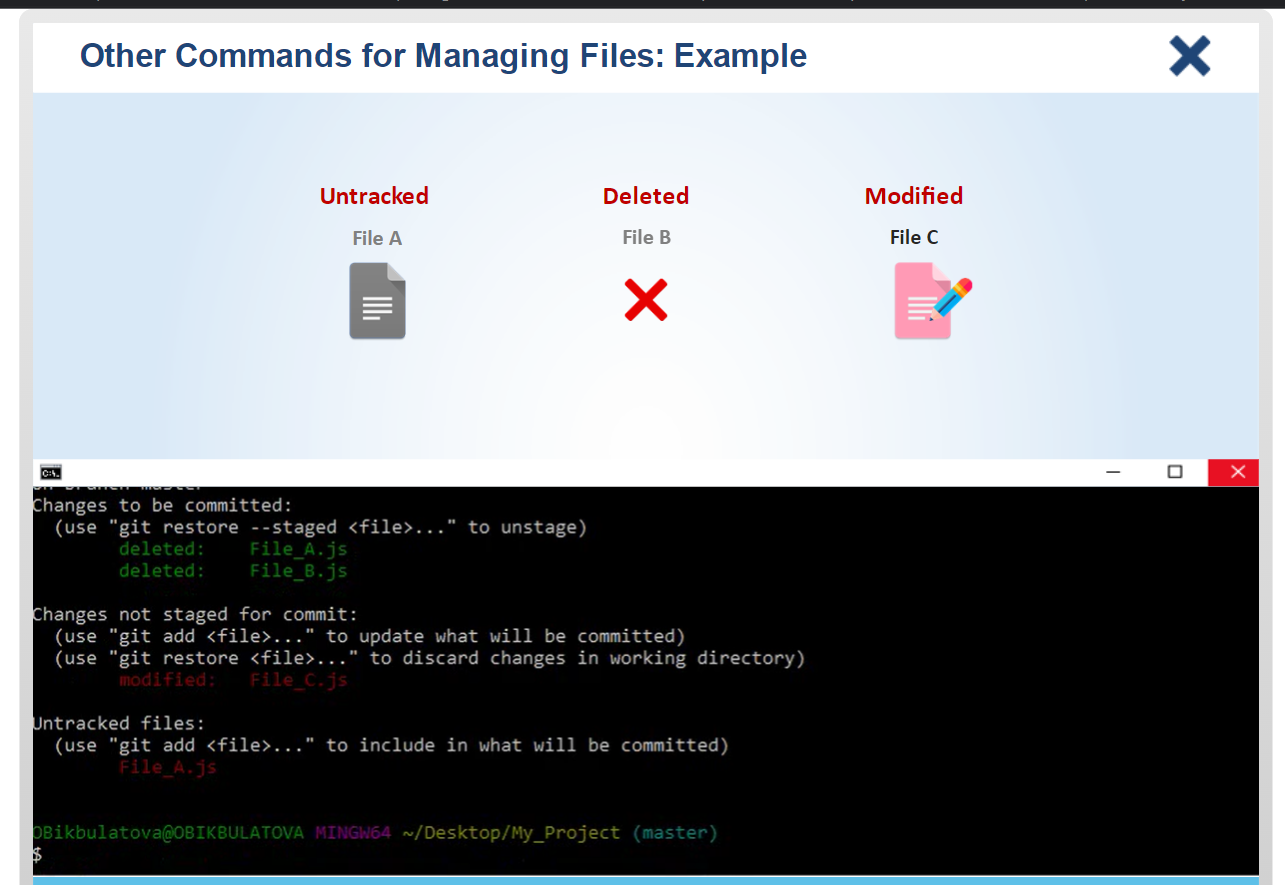 Other Commands for Managing Files: Example
Untracked Deleted Modified
File A File B File C
C:\.
Changes to be committed:
(use "git restore --staged <file>..." to unstage)
deleted: File_A.js
deleted: File_B.js
Changes not staged for commit:
(use "git add <file>..." to update what will be committed)
(use "git restore <file>..." to discard changes in working directory)
modified: File_C.js
Untracked files:
(use "git add <file>..." to include in what will be committed)
File_A.js
OBikbulatova@OBIKBULATOVA MINGW64 ~/Desktop/My_Project (master)
$